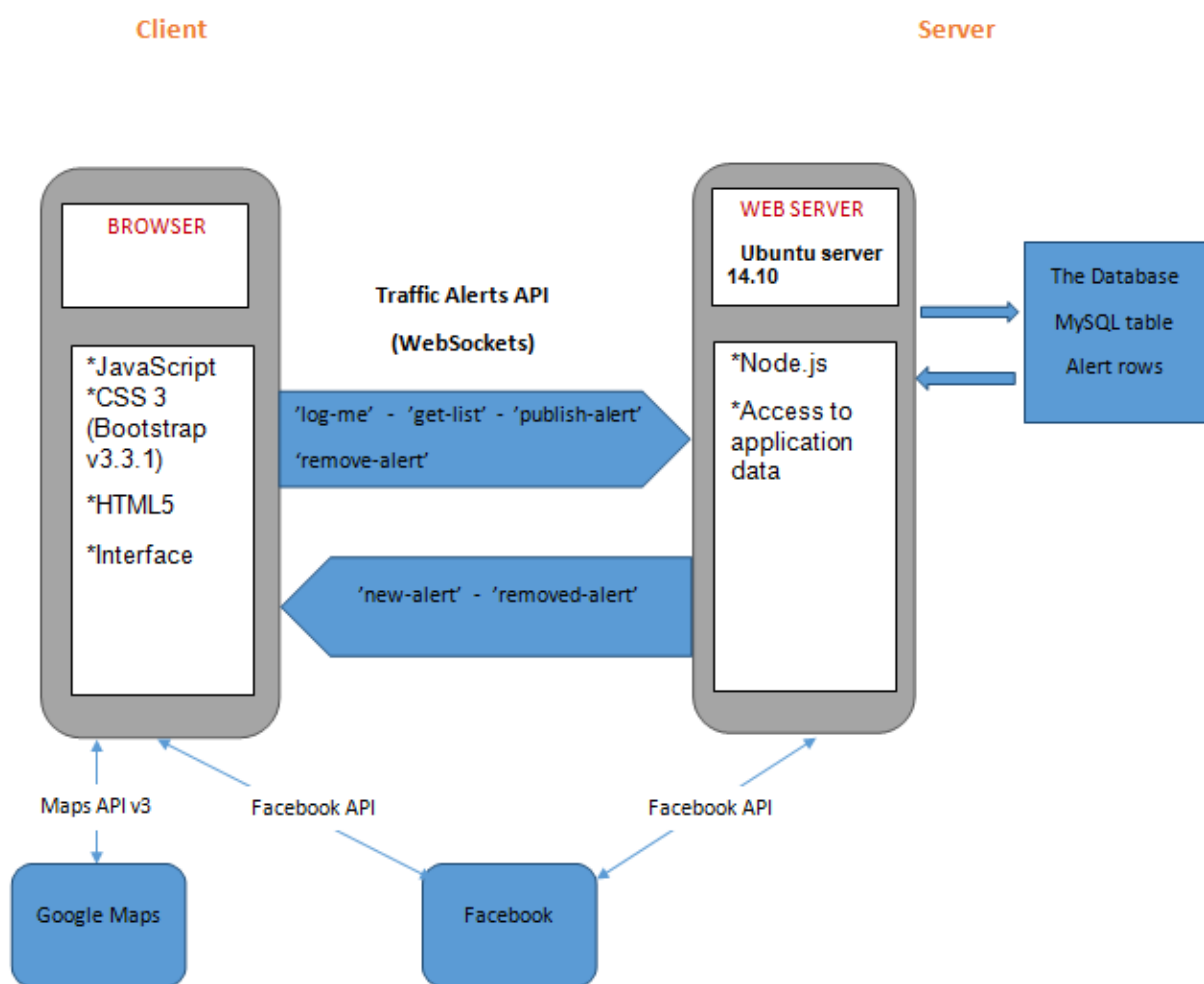 Client
Server
BROWSER
*JavaScript
*CSS 3
(Bootstrap
v3.3.1)
*HTML5
*Interface
Traffic Alerts API
(WebSockets)
’log-me’ - ’get-list’ - ’publish-alert’
‘remove-alert’
’new-alert’ - ’removed-alert’
WEB SERVER
Ubuntu server
14.10
*Node.js
*Access to
application
data
The Database
MySQL table
Alert rows
Maps API v3
Facebook API
Facebook API
Google Maps
Facebook